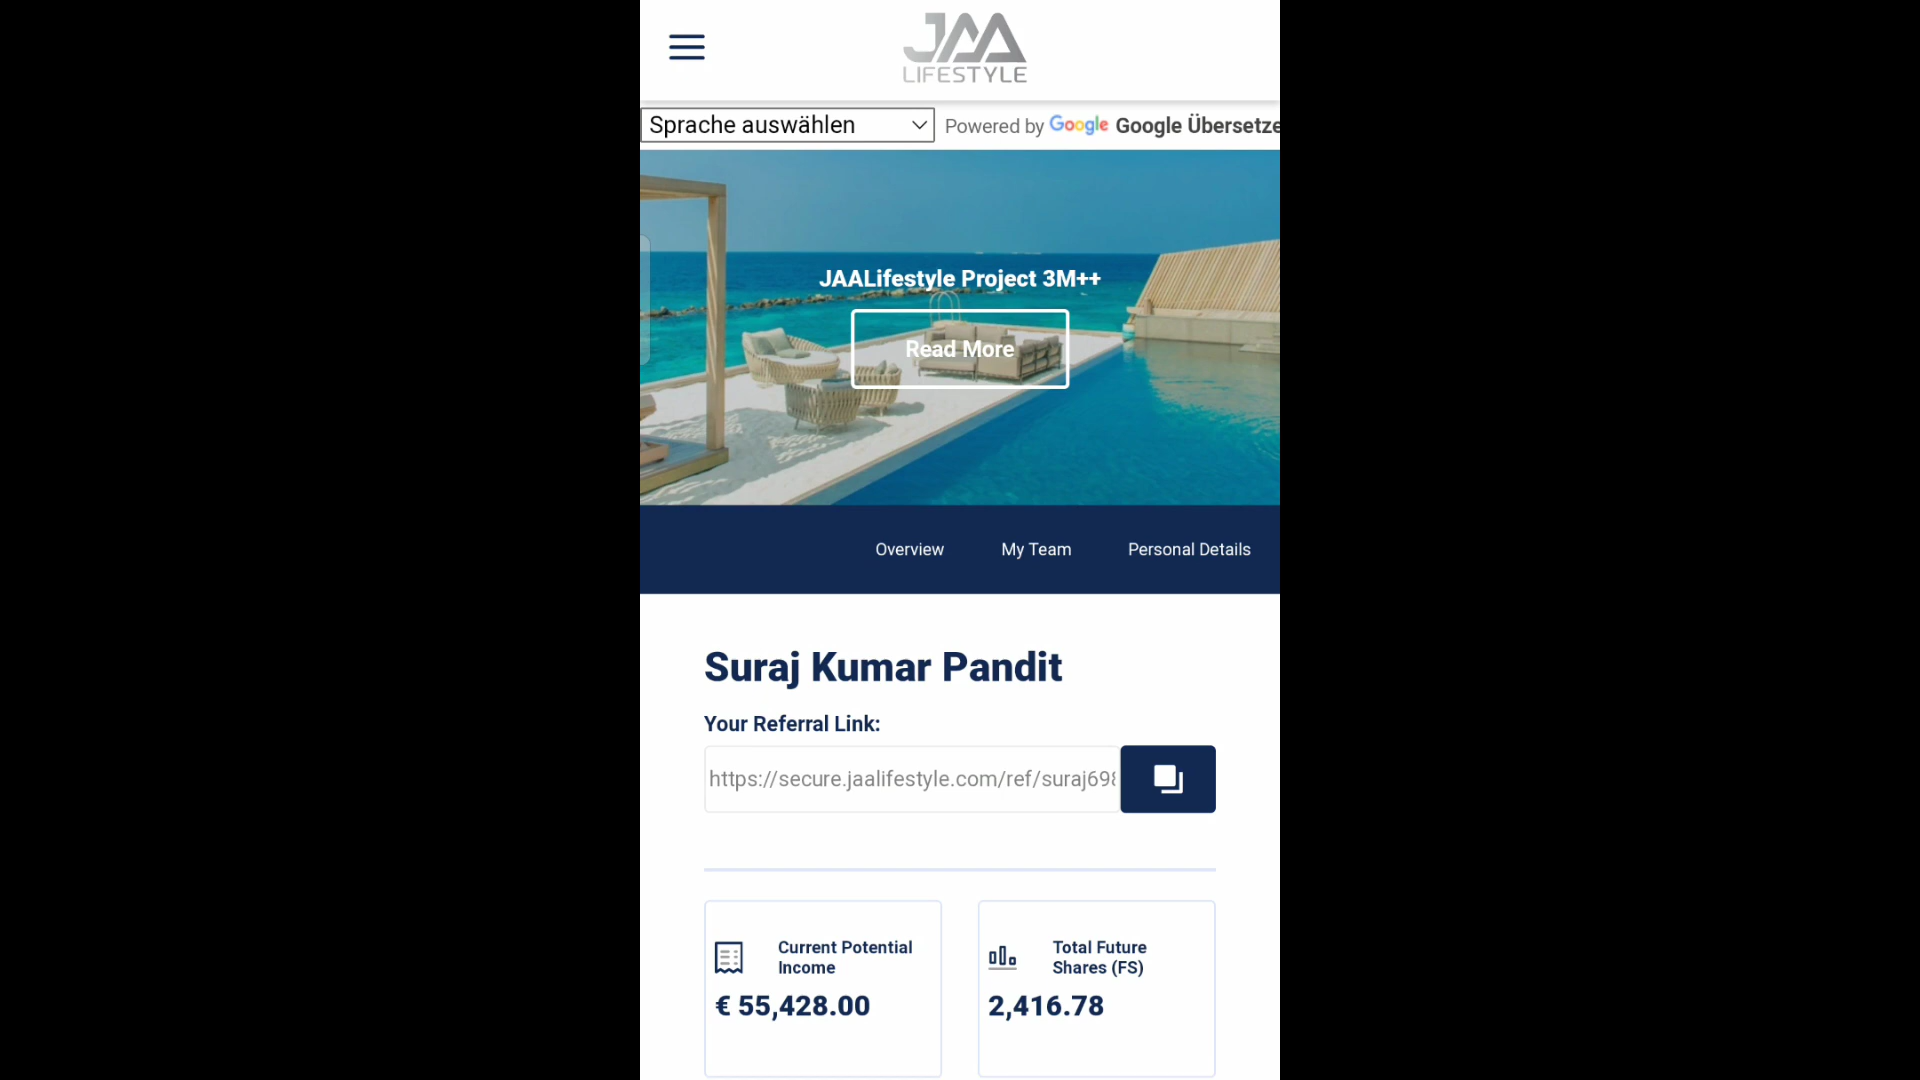 JAA
LIFESTYLE
Sprache auswählen
Powered by Google Google Übersetze
JAALifestyle Project 3M++
Read More
Overview
My Team
Personal Details
Suraj Kumar Pandit
Your Referral Link:
https://secure.jaalifestyle.com/ref/suraj698
Current Potential
Income
€ 55,428.00
Total Future
Shares (FS)
2,416.78